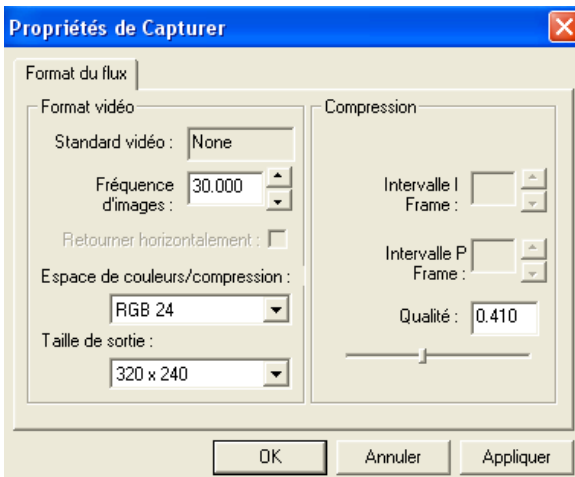 Propriétés de Capturer
Format du flux
Format vidéo
Standard vidéo : None
Fréquence
d'images : 30.000
Retourner horizontalement :
Espace de couleurs/compression :
RGB 24
Taille de sortie :
320 x 240
Compression
Intervalle I
Frame :
Intervalle P
Frame :
Qualité : 0.410
OK Annuler Appliquer